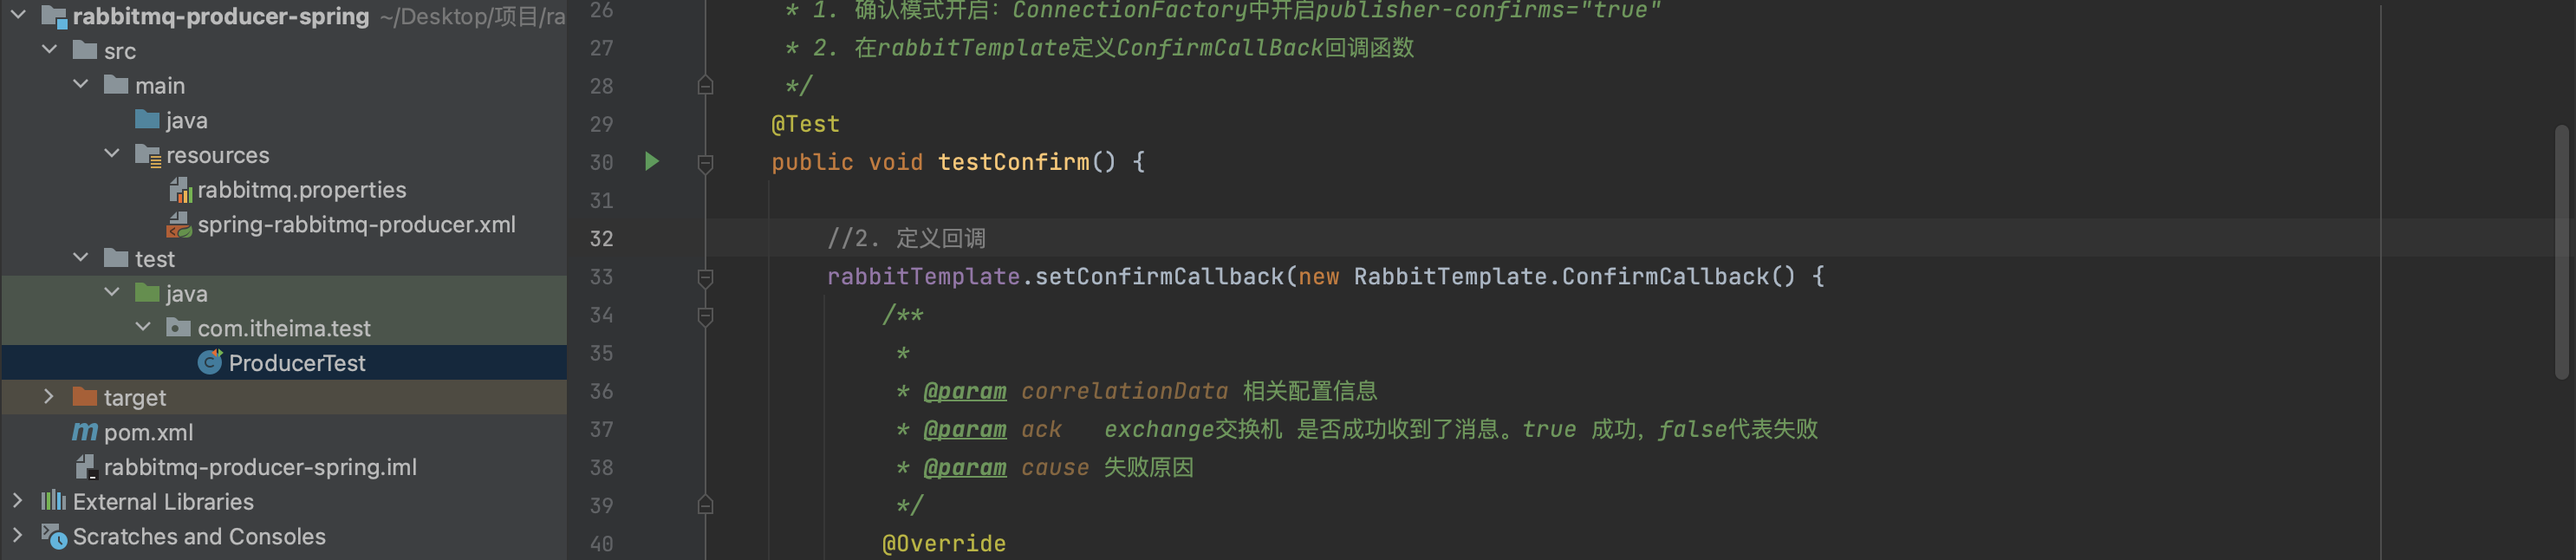 rabbitmq-producer-spring ~/Desktop/项目/ra
src
main
java
resources
rabbitmq.properties
spring-rabbitmq-producer.xml
test
java
com.itheima.test
ProducerTest
target
pom.xml
rabbitmq-producer-spring.iml
External Libraries
Scratches and Consoles
26 * 1. 确认模式开启：ConnectionFactory中开启publisher-confirms="true"
27 * 2. 在rabbitTemplate定义ConfirmCallBack回调函数
28 */
29 @Test
30 public void testConfirm() {
31
32 //2. 定义回调
33 rabbitTemplate.setConfirmCallback(new RabbitTemplate.ConfirmCallback() {
34 /**
35 *
36 * @param correlationData 相关配置信息
37 * @param ack   exchange交换机 是否成功收到了消息。true 成功，false代表失败
38 * @param cause 失败原因
39 */
40 @Override